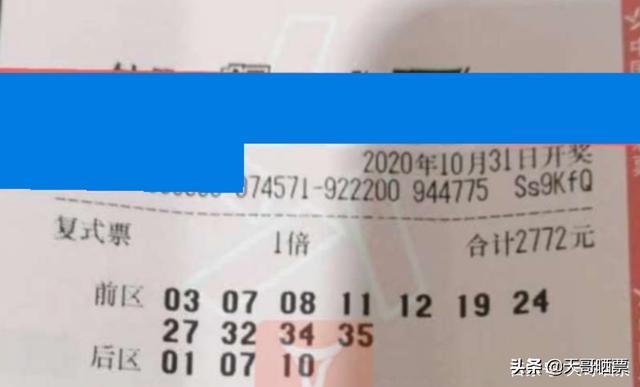 2020年10月31日开奖
074571-922200 944775 Ss9KfQ
复式票 1倍 合计2772元
前区 03 07 08 11 12 19 24
27 32 34 35
后区 01 07 10
头条 @天哥晒票